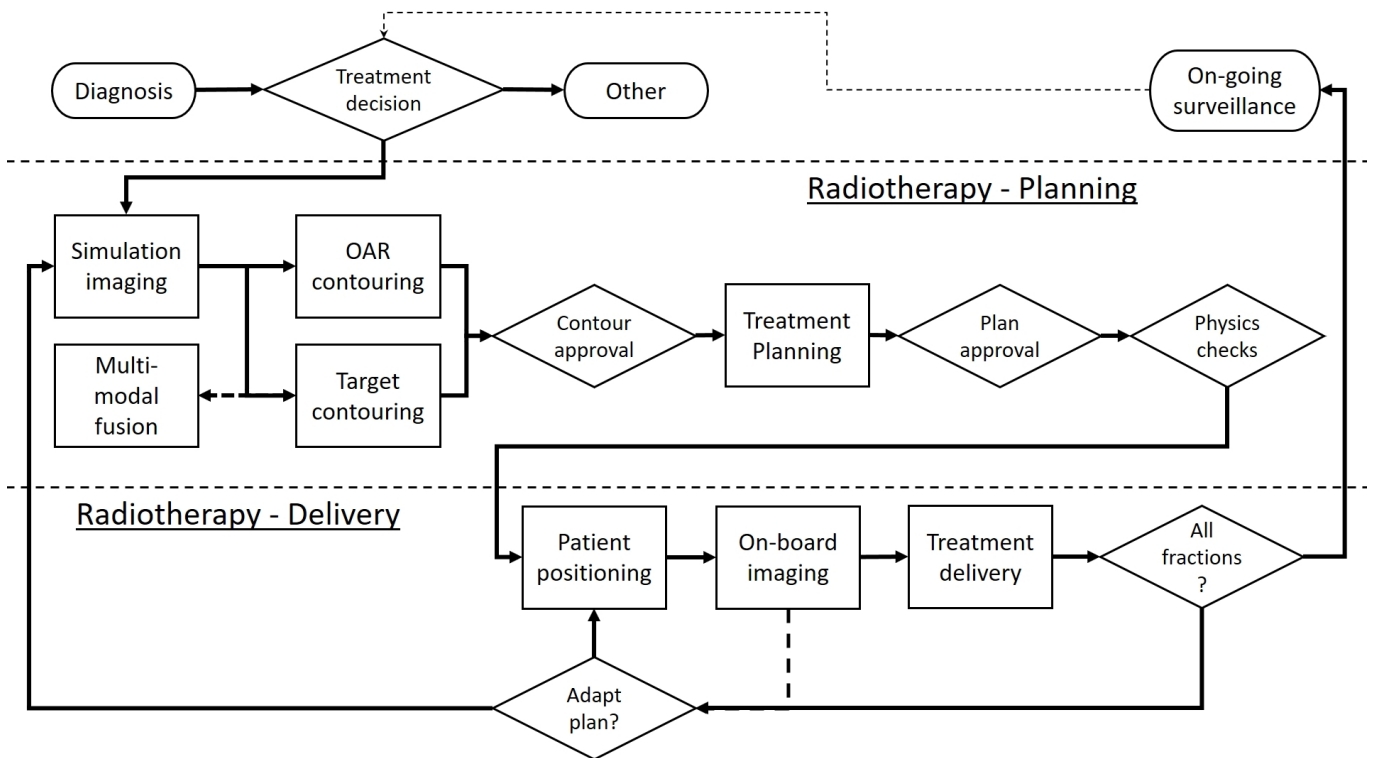 Diagnosis
Treatment
decision
Other
On-going
surveillance
Radiotherapy - Planning
Simulation
imaging
OAR
contouring
Multi-
modal
fusion
Target
contouring
Contour
approval
Treatment
Planning
Plan
approval
Physics
checks
Radiotherapy - Delivery
Patient
positioning
On-board
imaging
Treatment
delivery
All
fractions
?
Adapt
plan?